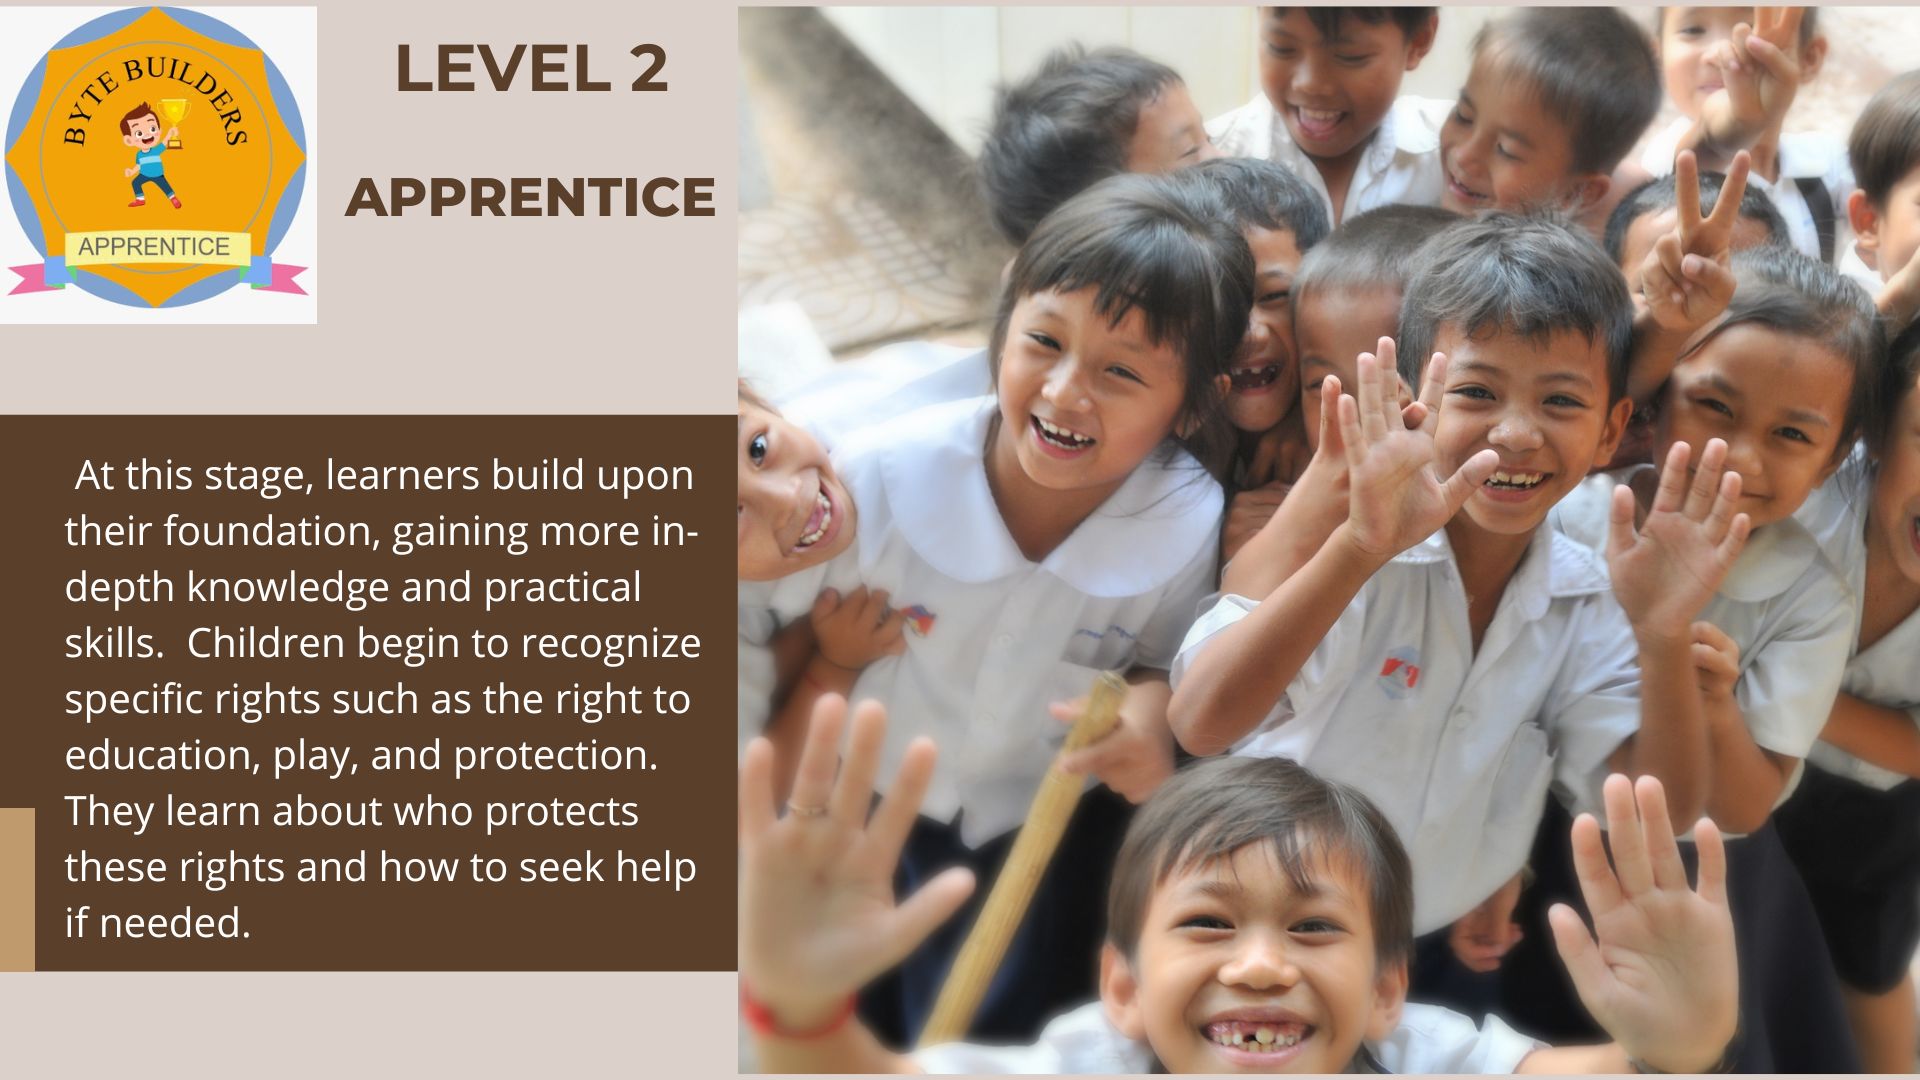 BYTE BUILDERS
APPRENTICE
LEVEL 2
APPRENTICE
At this stage, learners build upon
their foundation, gaining more in-
depth knowledge and practical
skills.  Children begin to recognize
specific rights such as the right to
education, play, and protection.
They learn about who protects
these rights and how to seek help
if needed.